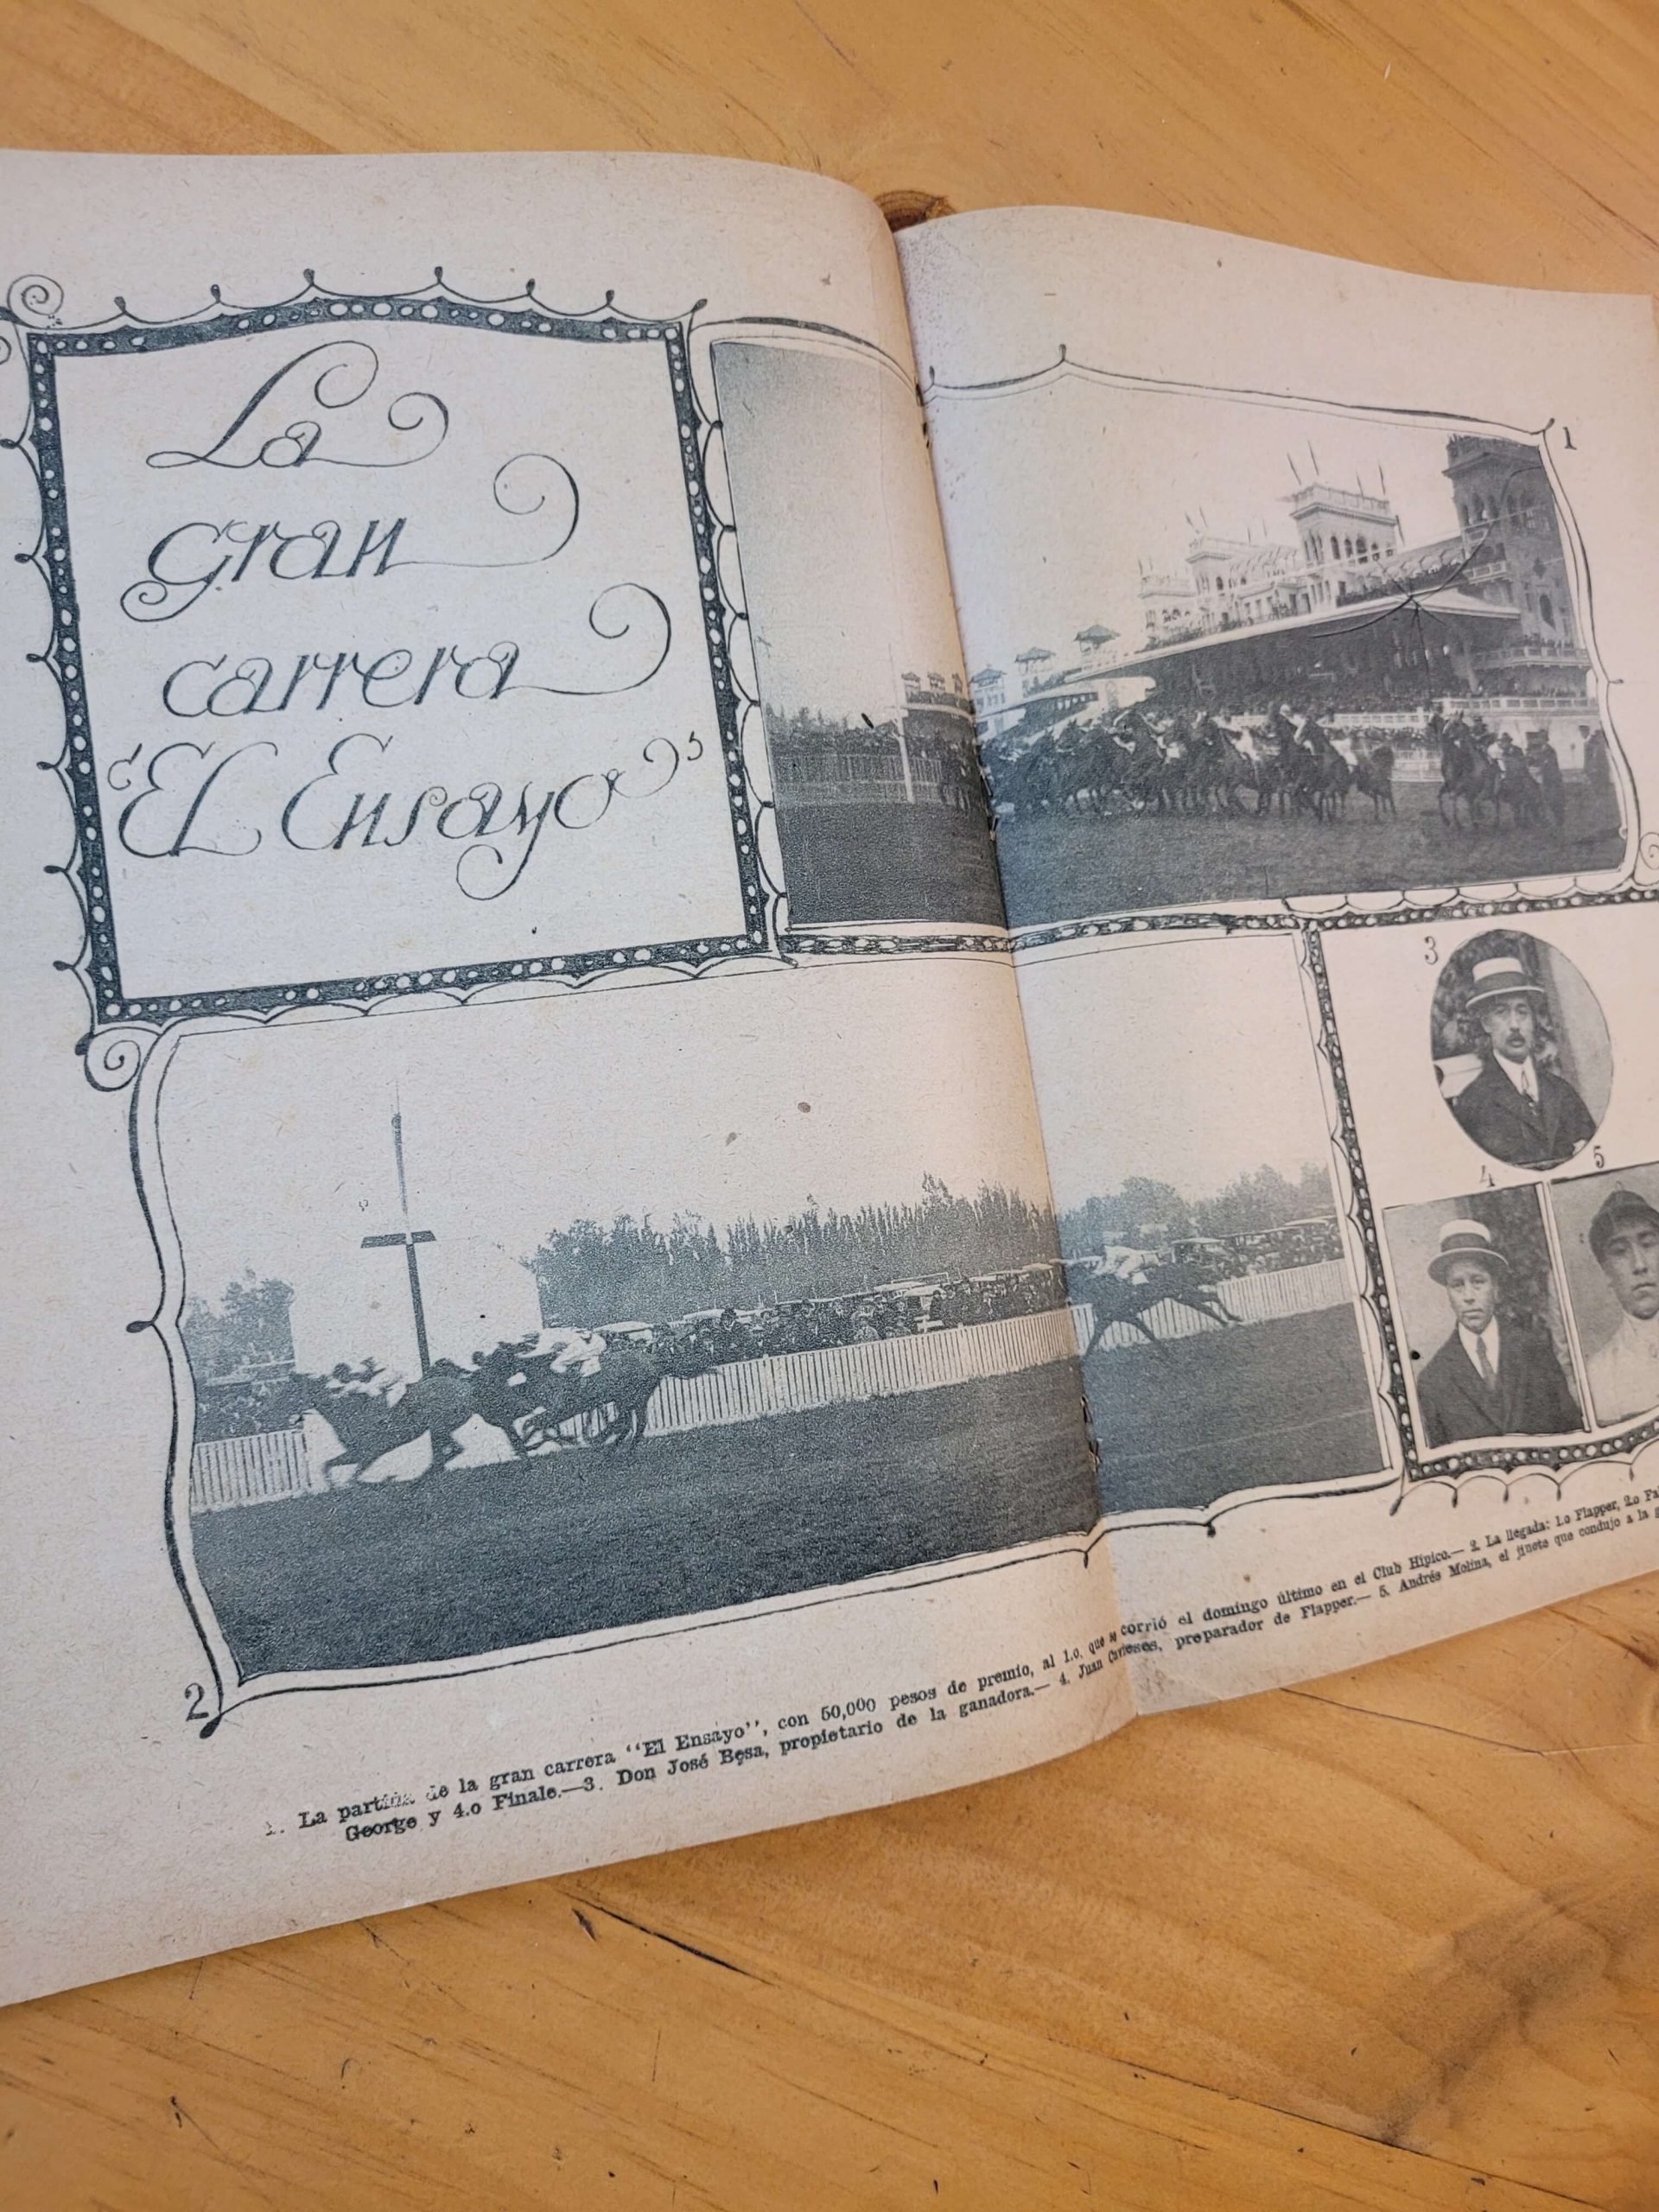 La
gran
carrera
"El Ensayo"
1
3
4
5
2
1. La partida de la gran carrera "El Ensayo", con 50,000 pesos de premio, al 1.o. que se corrió el domingo último en el Club Hípico.— 2. La llegada: 1.o Flapper, 2.o
George y 4.o Finale.—3. Don José Besa, propietario de la ganadora.— 4. Juan Cavieses, preparador de Flapper.— 5. Andrés Molina, el jinete que condujo a la